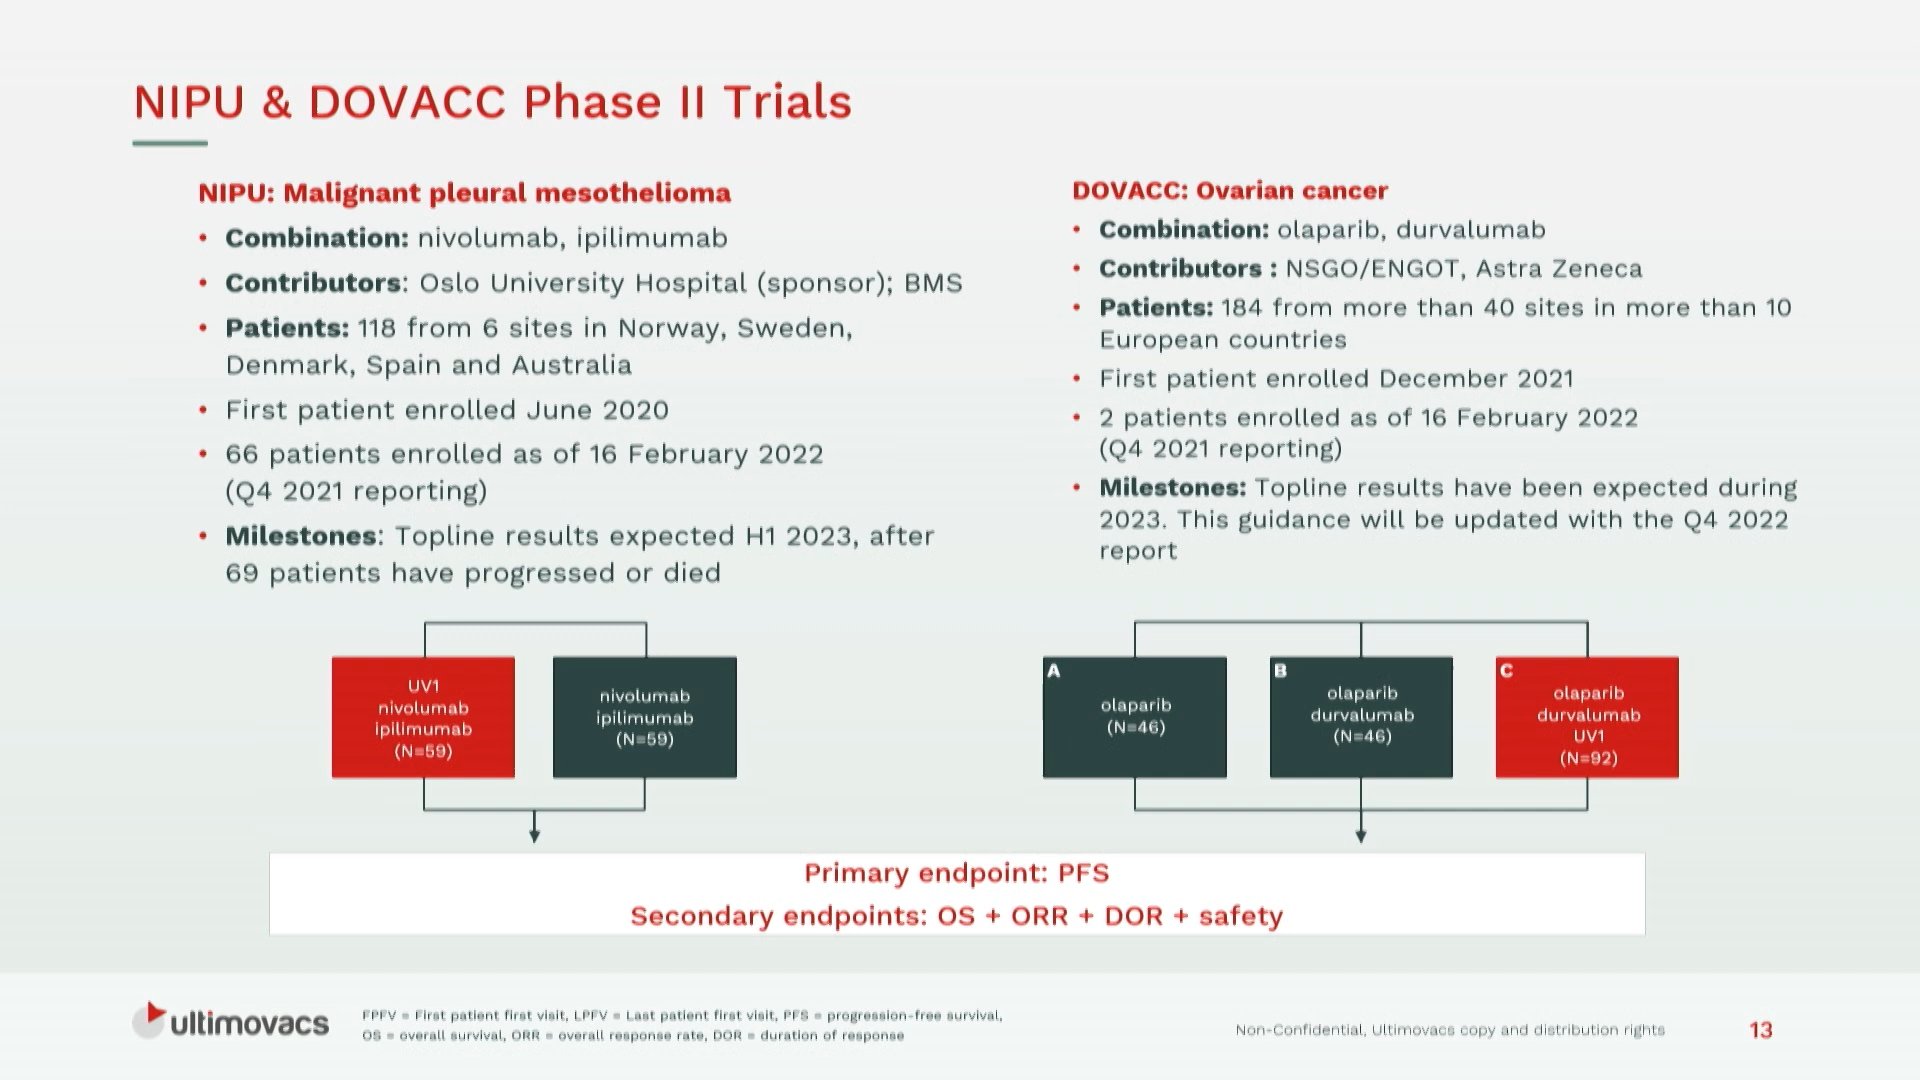 NIPU & DOVACC Phase II Trials
NIPU: Malignant pleural mesothelioma
• Combination: nivolumab, ipilimumab
• Contributors: Oslo University Hospital (sponsor); BMS
• Patients: 118 from 6 sites in Norway, Sweden,
Denmark, Spain and Australia
• First patient enrolled June 2020
• 66 patients enrolled as of 16 February 2022
(Q4 2021 reporting)
• Milestones: Topline results expected H1 2023, after
69 patients have progressed or died
DOVACC: Ovarian cancer
• Combination: olaparib, durvalumab
• Contributors : NSGO/ENGOT, Astra Zeneca
• Patients: 184 from more than 40 sites in more than 10
European countries
• First patient enrolled December 2021
• 2 patients enrolled as of 16 February 2022
(Q4 2021 reporting)
• Milestones: Topline results have been expected during
2023. This guidance will be updated with the Q4 2022
report
UV1
nivolumab
ipilimumab
(N=59)
nivolumab
ipilimumab
(N=59)
A
olaparib
(N=46)
B
olaparib
durvalumab
(N=46)
C
olaparib
durvalumab
UV1
(N=92)
Primary endpoint: PFS
Secondary endpoints: OS + ORR + DOR + safety
ultimovacs
FPFV = First patient first visit, LPFV = Last patient first visit, PFS = progression-free survival,
OS = overall survival, ORR = overall response rate, DOR = duration of response
Non-Confidential, Ultimovacs copy and distribution rights
13